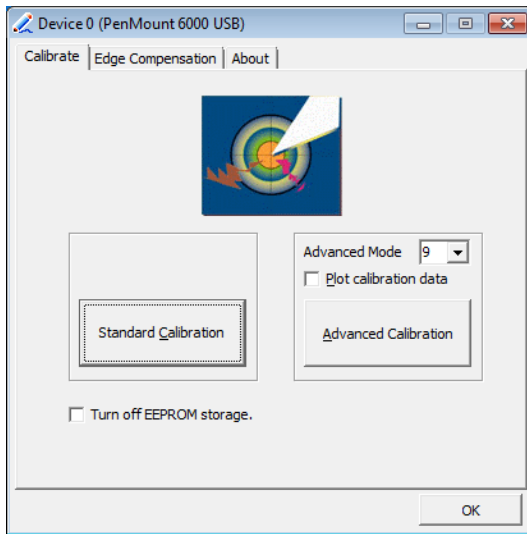 Device 0 (PenMount 6000 USB)
Calibrate Edge Compensation About
Advanced Mode 9
Plot calibration data
Standard Calibration
Advanced Calibration
Turn off EEPROM storage.
OK